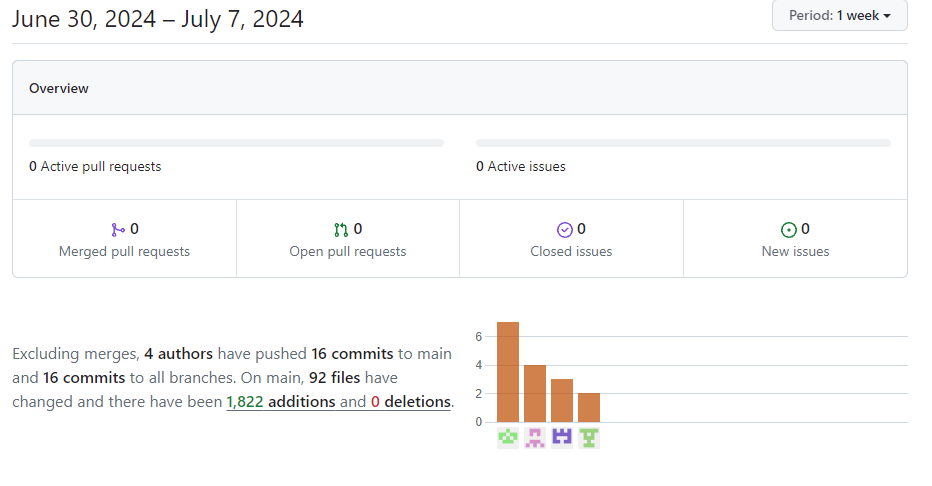 June 30, 2024 – July 7, 2024
Period: 1 week
Overview
0 Active pull requests
0 Active issues
0
Merged pull requests
0
Open pull requests
0
Closed issues
0
New issues
Excluding merges, 4 authors have pushed 16 commits to main
and 16 commits to all branches. On main, 92 files have
changed and there have been 1,822 additions and 0 deletions.
6
4
2
0